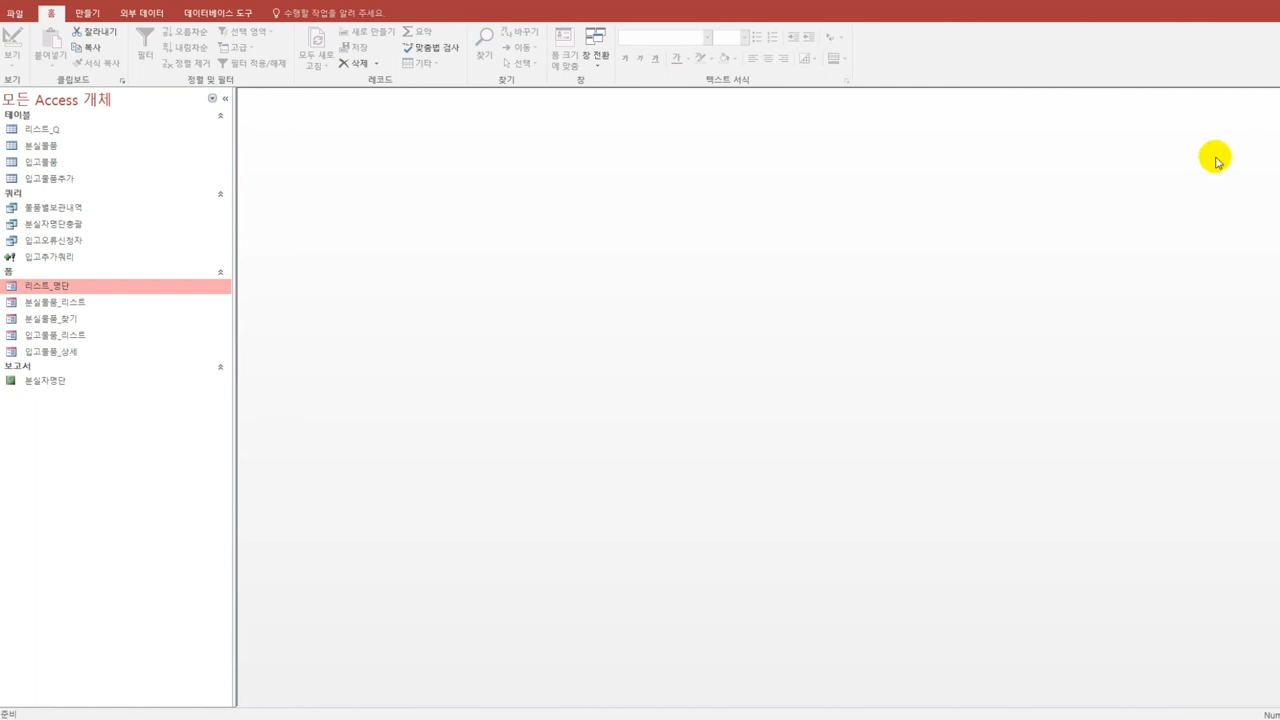 파일 홈 만들기 외부 데이터 데이터베이스 도구 수행할 작업을 알려 주세요.
보기
보기
붙여넣기
잘라내기
복사
서식 복사
클립보드
필터
오름차순
내림차순
정렬 제거
선택 영역
고급
필터 적용/해제
정렬 및 필터
모두 새로
고침
새로 만들기
저장
삭제
요약
맞춤법 검사
기타
레코드
찾기
바꾸기
이동
선택
찾기
폼 크기
에 맞춤
창 전환
창
가 가 가
가
텍스트 서식
모든 Access 개체
테이블
리스트_Q
분실물품
입고물품
입고물품추가
쿼리
물품별보관내역
분실자명단총괄
입고오류신청자
입고추가쿼리
폼
리스트_명단
분실물품_리스트
분실물품_찾기
입고물품_리스트
입고물품_상세
보고서
분실자명단
준비
Num